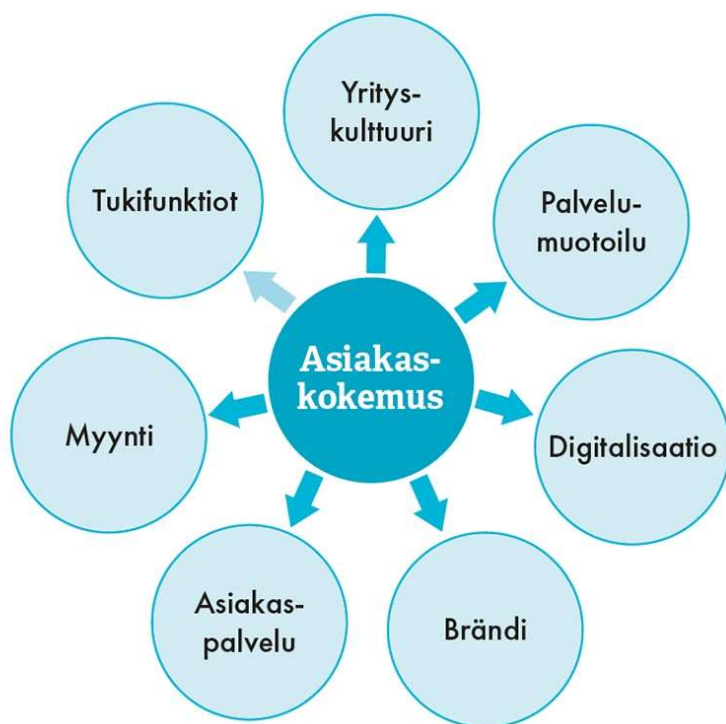 Yritys-
kulttuuri
Palvelu-
muotoilu
Digitalisaatio
Brändi
Asiakas-
palvelu
Myynti
Tukifunktiot
Asiakas-
kokemus